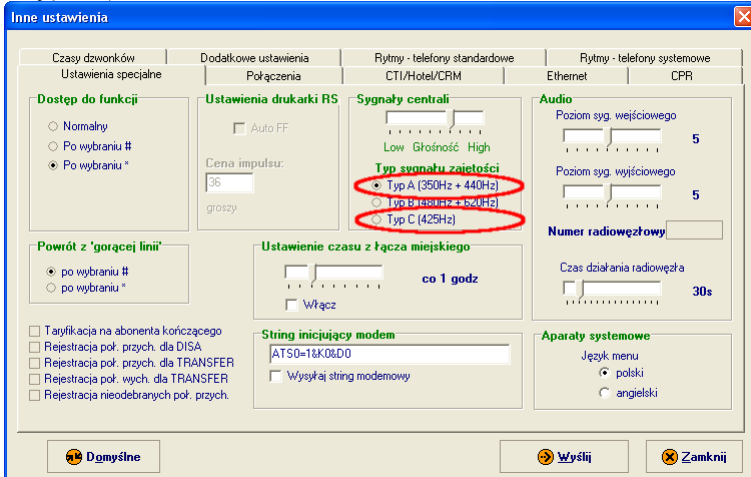 Inne ustawienia
Czasy dzwonków
Dodatkowe ustawienia
Rytmy - telefony standardowe
Rytmy - telefony systemowe
Ustawienia specjalne
Połączenia
CTI/Hotel/CRM
Ethernet
CPR
Dostęp do funkcji
Normalny
Po wybraniu #
Po wybraniu *
Ustawienia drukarki RS
Auto FF
Cena impulsu:
36
groszy
Sygnały centrali
Low Głośność High
Typ sygnału zajętości
Typ A (350Hz + 440Hz)
Typ B (480Hz + 620Hz)
Typ C (425Hz)
Audio
Poziom syg. wejściowego
5
Poziom syg. wyjściowego
5
Numer radiowęzłowy
Czas działania radiowęzła
30s
Powrót z 'gorącej linii'
po wybraniu #
po wybraniu *
Ustawienie czasu z łącza miejskiego
co 1 godz
Włącz
Taryfikacja na abonenta kończącego
Rejestracja poł. przych. dla DISA
Rejestracja poł. przych. dla TRANSFER
Rejestracja poł. wych. dla TRANSFER
Rejestracja nieodebranych poł. przych.
String inicjujący modem
ATS0=1&K0&D0
Wysyłaj string modemowy
Aparaty systemowe
Język menu
polski
angielski
Domyślne
Wyślij
Zamknij